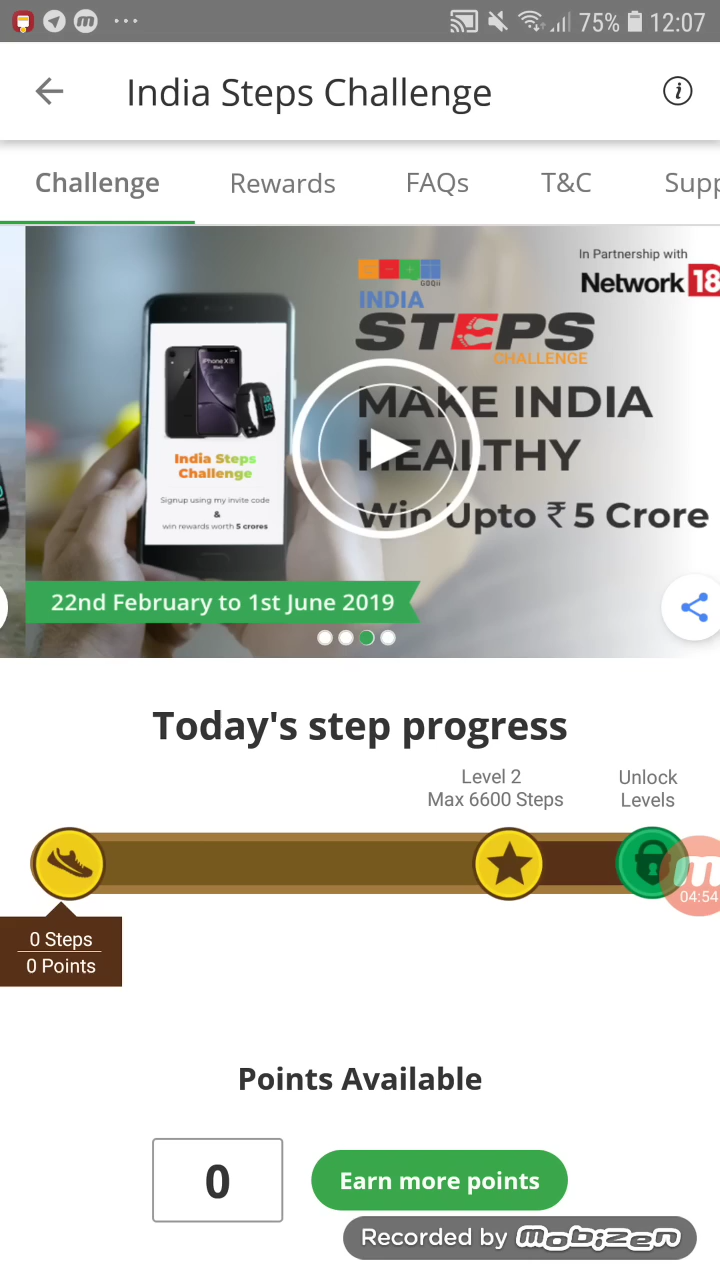 75% 12:07
India Steps Challenge
Challenge Rewards FAQs T&C Supp
In Partnership with
Network 18
GOQii
INDIA
STEPS
CHALLENGE
MAKE INDIA
HEALTHY
Win Upto ₹ 5 Crore
India Steps
Challenge
Signup using my invite code
&
win rewards worth 5 crores
22nd February to 1st June 2019
Today's step progress
Level 2
Max 6600 Steps
Unlock
Levels
04:54
0 Steps
0 Points
Points Available
0 Earn more points
Recorded by mobizen